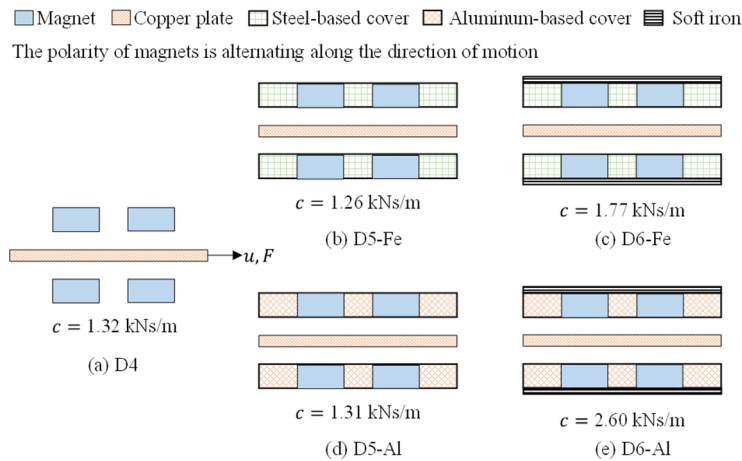 Magnet Copper plate Steel-based cover Aluminum-based cover Soft iron
The polarity of magnets is alternating along the direction of motion
c = 1.26 kNs/m
(b) D5-Fe
c = 1.77 kNs/m
(c) D6-Fe
u, F
c = 1.32 kNs/m
(a) D4
c = 1.31 kNs/m
(d) D5-Al
c = 2.60 kNs/m
(e) D6-Al